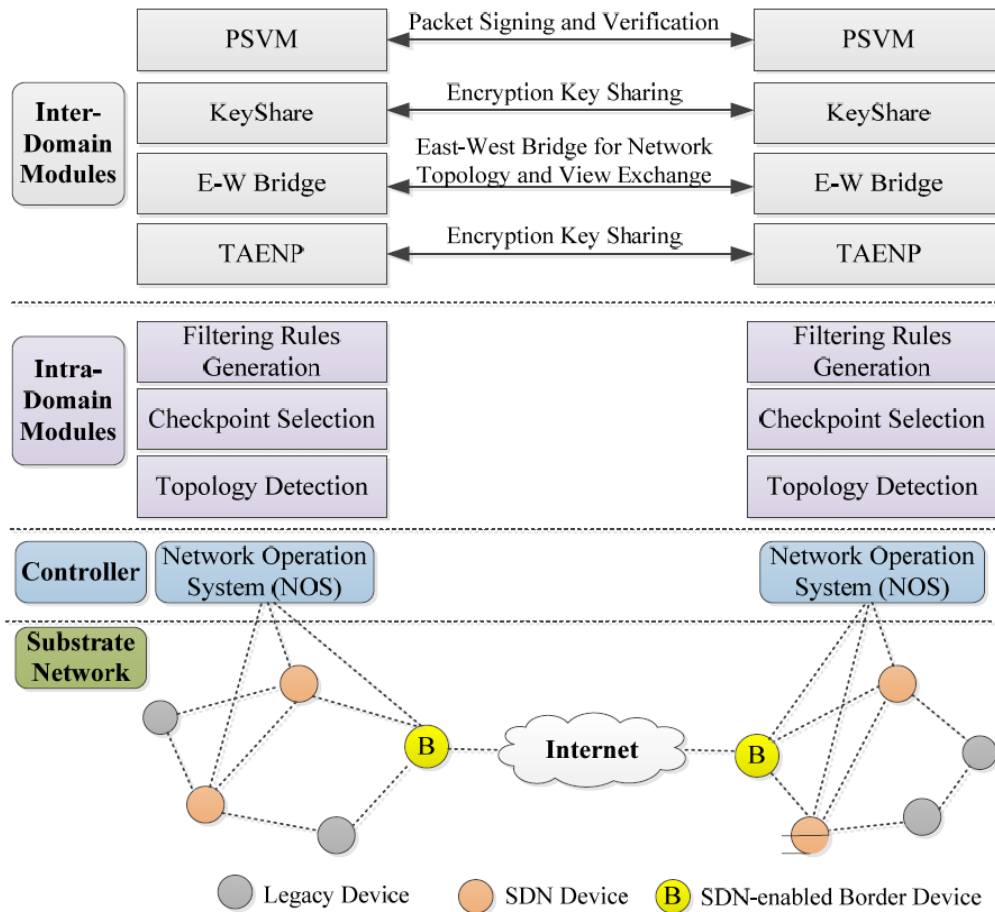 PSVM
Packet Signing and Verification
PSVM
Inter-
Domain
Modules
KeyShare
Encryption Key Sharing
KeyShare
E-W Bridge
East-West Bridge for Network
Topology and View Exchange
E-W Bridge
TAENP
Encryption Key Sharing
TAENP
Intra-
Domain
Modules
Filtering Rules
Generation
Filtering Rules
Generation
Checkpoint Selection
Checkpoint Selection
Topology Detection
Topology Detection
Controller
Network Operation
System (NOS)
Network Operation
System (NOS)
Substrate
Network
B
Internet
B
Legacy Device
SDN Device
B
SDN-enabled Border Device